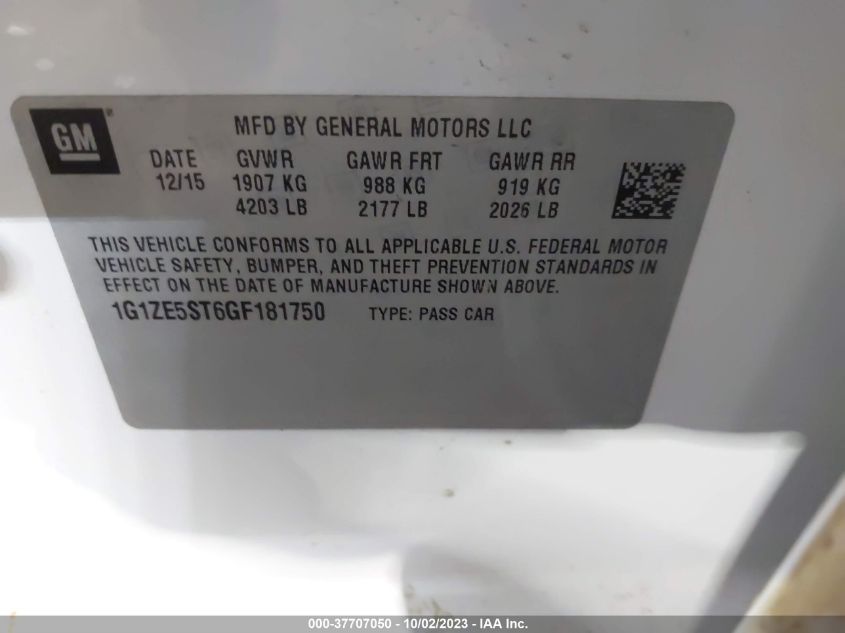 GM
MFD BY GENERAL MOTORS LLC
DATE GVWR GAWR FRT GAWR RR
12/15 1907 KG 988 KG 919 KG
4203 LB 2177 LB 2026 LB
THIS VEHICLE CONFORMS TO ALL APPLICABLE U.S. FEDERAL MOTOR
VEHICLE SAFETY, BUMPER, AND THEFT PREVENTION STANDARDS IN
EFFECT ON THE DATE OF MANUFACTURE SHOWN ABOVE.
1G1ZE5ST6GF181750 TYPE: PASS CAR
000-37707050 - 10/02/2023 - IAA Inc.